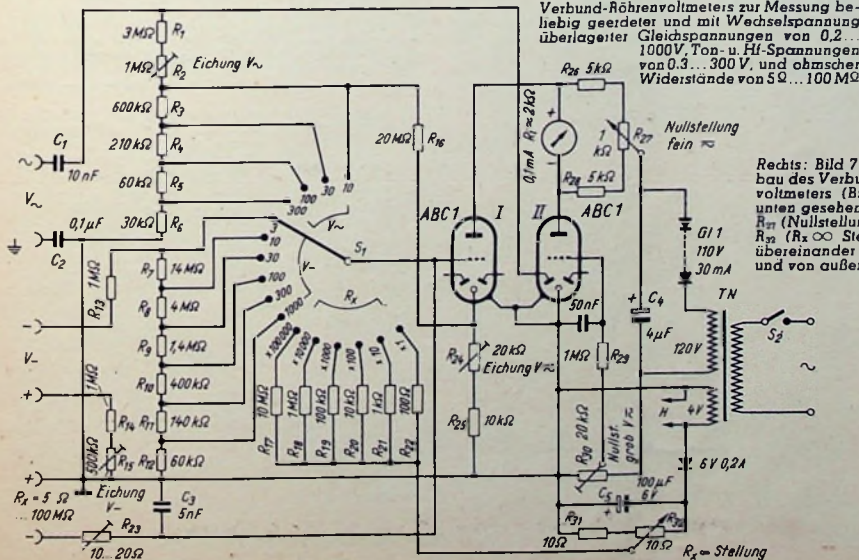 Verbund-Röhrenvoltmeters zur Messung be-
liebig geerdeter und mit Wechselspannung
überlagerter Gleichspannungen von 0,2...
1000V, Ton- u. Hf-Spannungen
von 0.3...300 V, und ohmscher
Widerstände von 5Ω...100 MΩ
Rechts: Bild 7
bau des Verbu
voltmeters (Br
unten gesehen
R27 (Nullstellun
R32 (Rx ∞ Ste
übereinander
und von außen
3MΩ R1
1MΩ R2 Eichung V~
600kΩ R3
210kΩ R4
60kΩ R5
30kΩ R6
C1
10 nF
~
V~
0,1µF
C2
R13 1MΩ
R7 14MΩ
R8 4MΩ
R9 1,4MΩ
R10 400kΩ
R11 140kΩ
R12 60kΩ
-
V-
+
1MΩ
R14
500kΩ
R15
+
Rx = 5 Ω
...100MΩ
Eichung
V-
C3
5nF
-
R23
10...20Ω
300 100 30 10
V~
3
10
30
100
300
1000
V-
S1
Rx
x100000 x10000 x1000 x100 x10 x1
10MΩ 1MΩ 100kΩ 10kΩ 1kΩ 100Ω
R17 R18 R19 R20 R21 R22
20MΩ R16
ABC1 I II ABC1
R24 20kΩ
Eichung V≂
R25 10kΩ
R26 5kΩ
+
0,1mA Ri≈2kΩ
-
R28 5kΩ
1
kΩ
R27
Nullstellung
fein ≂
50nF
1MΩ R29
Nullst.
grob V≂
R30 20kΩ
+ C4
4µF
Gl 1
110V
30mA
TN
120V
S2
~
H 4V
6V 0,2A
100µF
C5 6V
+
R31
10Ω
R32
10Ω
Rx ∞ Stellung